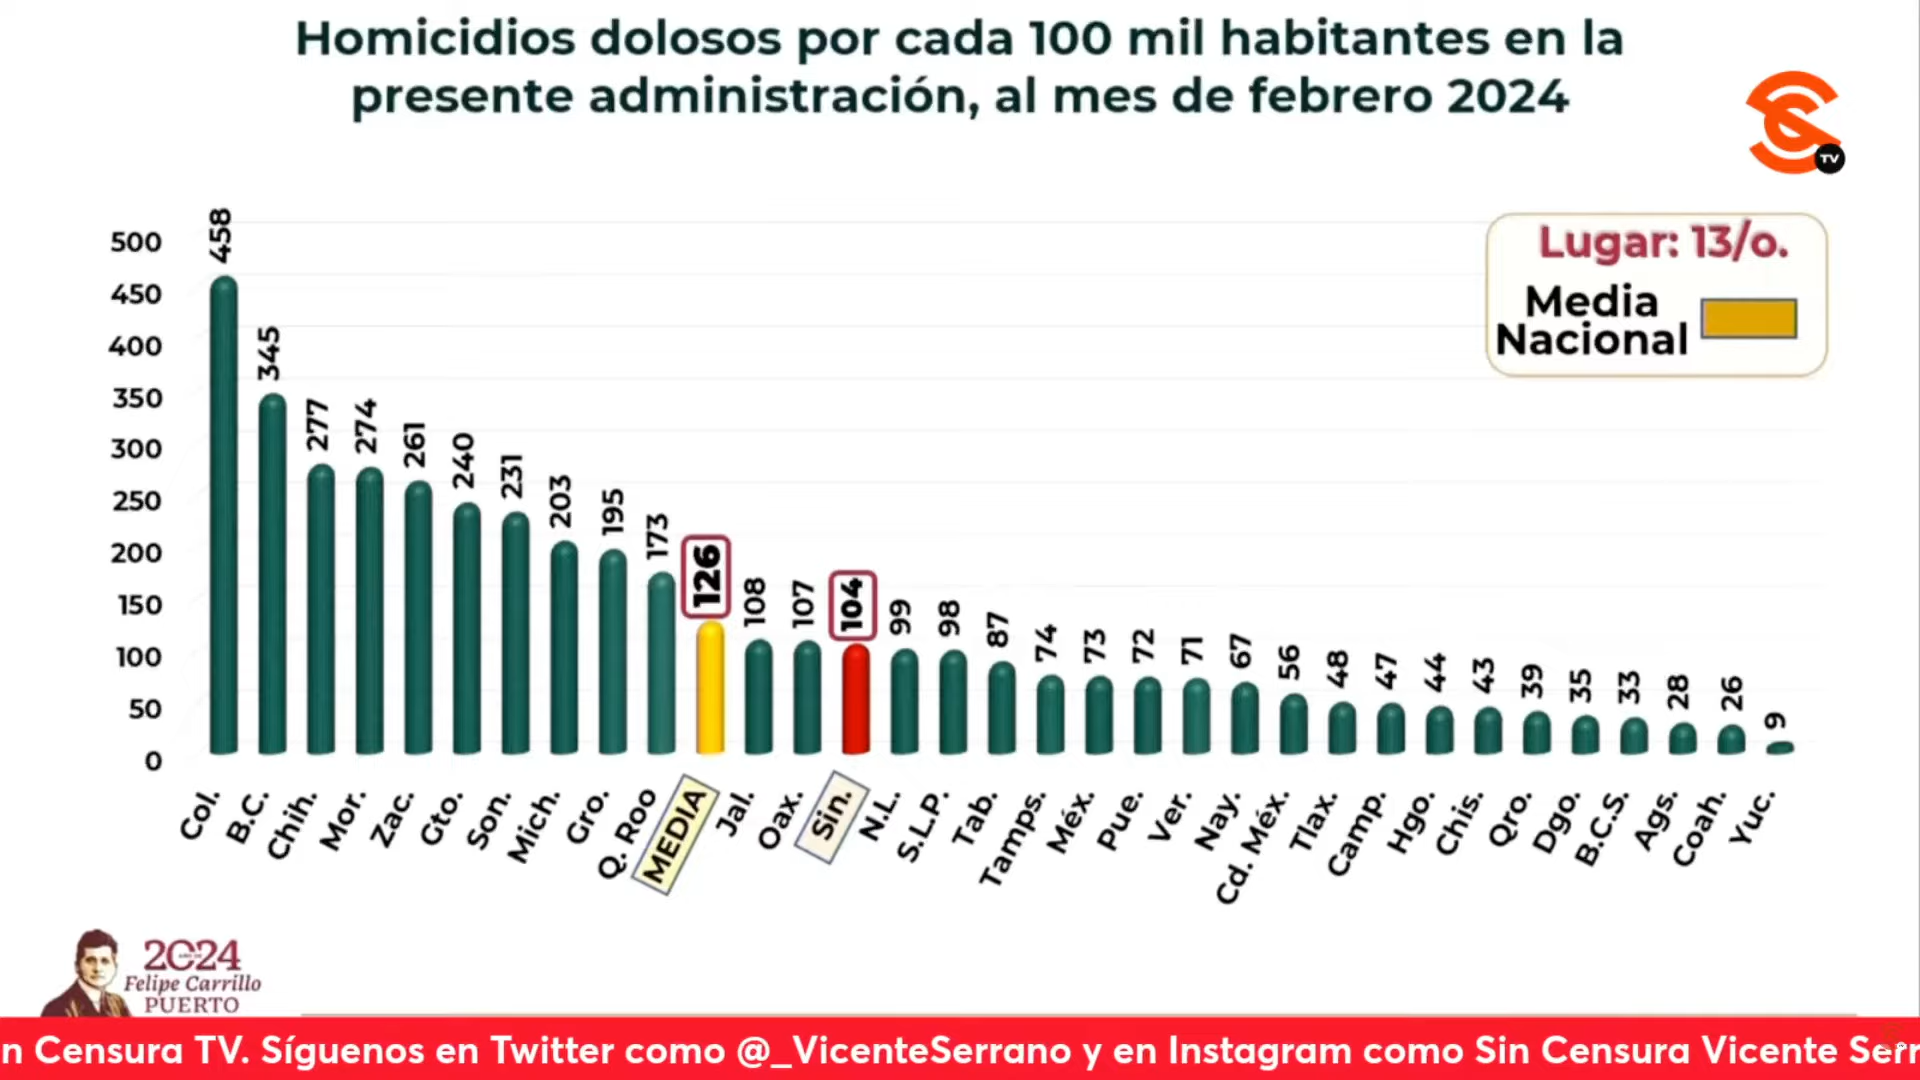 Homicidios dolosos por cada 100 mil habitantes en la
presente administración, al mes de febrero 2024
TV
Lugar: 13/o.
Media
Nacional
500
450
400
350
300
250
200
150
100
50
0
458
345
277
274
261
240
231
203
195
173
126
108
107
104
99
98
87
74
73
72
71
67
56
48
47
44
43
39
35
33
28
26
9
Col.
B.C.
Chih.
Mor.
Zac.
Gto.
Son.
Mich.
Gro.
Q. Roo
MEDIA
Jal.
Oax.
Sin.
N.L.
S.L.P.
Tab.
Tamps.
Méx.
Pue.
Ver.
Nay.
Cd. Méx.
Tlax.
Camp.
Hgo.
Chis.
Qro.
Dgo.
B.C.S.
Ags.
Coah.
Yuc.
2024
Felipe Carrillo
PUERTO
n Censura TV. Síguenos en Twitter como @_VicenteSerrano y en Instagram como Sin Censura Vicente Serr